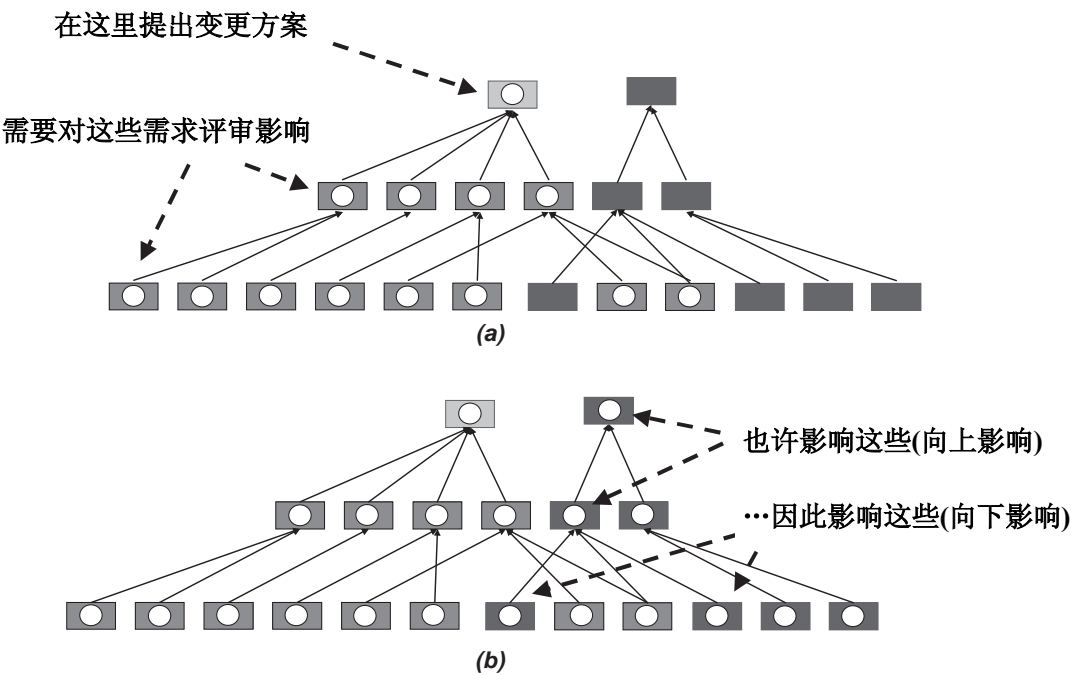 在这里提出变更方案
需要对这些需求评审影响
(a)
也许影响这些(向上影响)
…因此影响这些(向下影响)
(b)